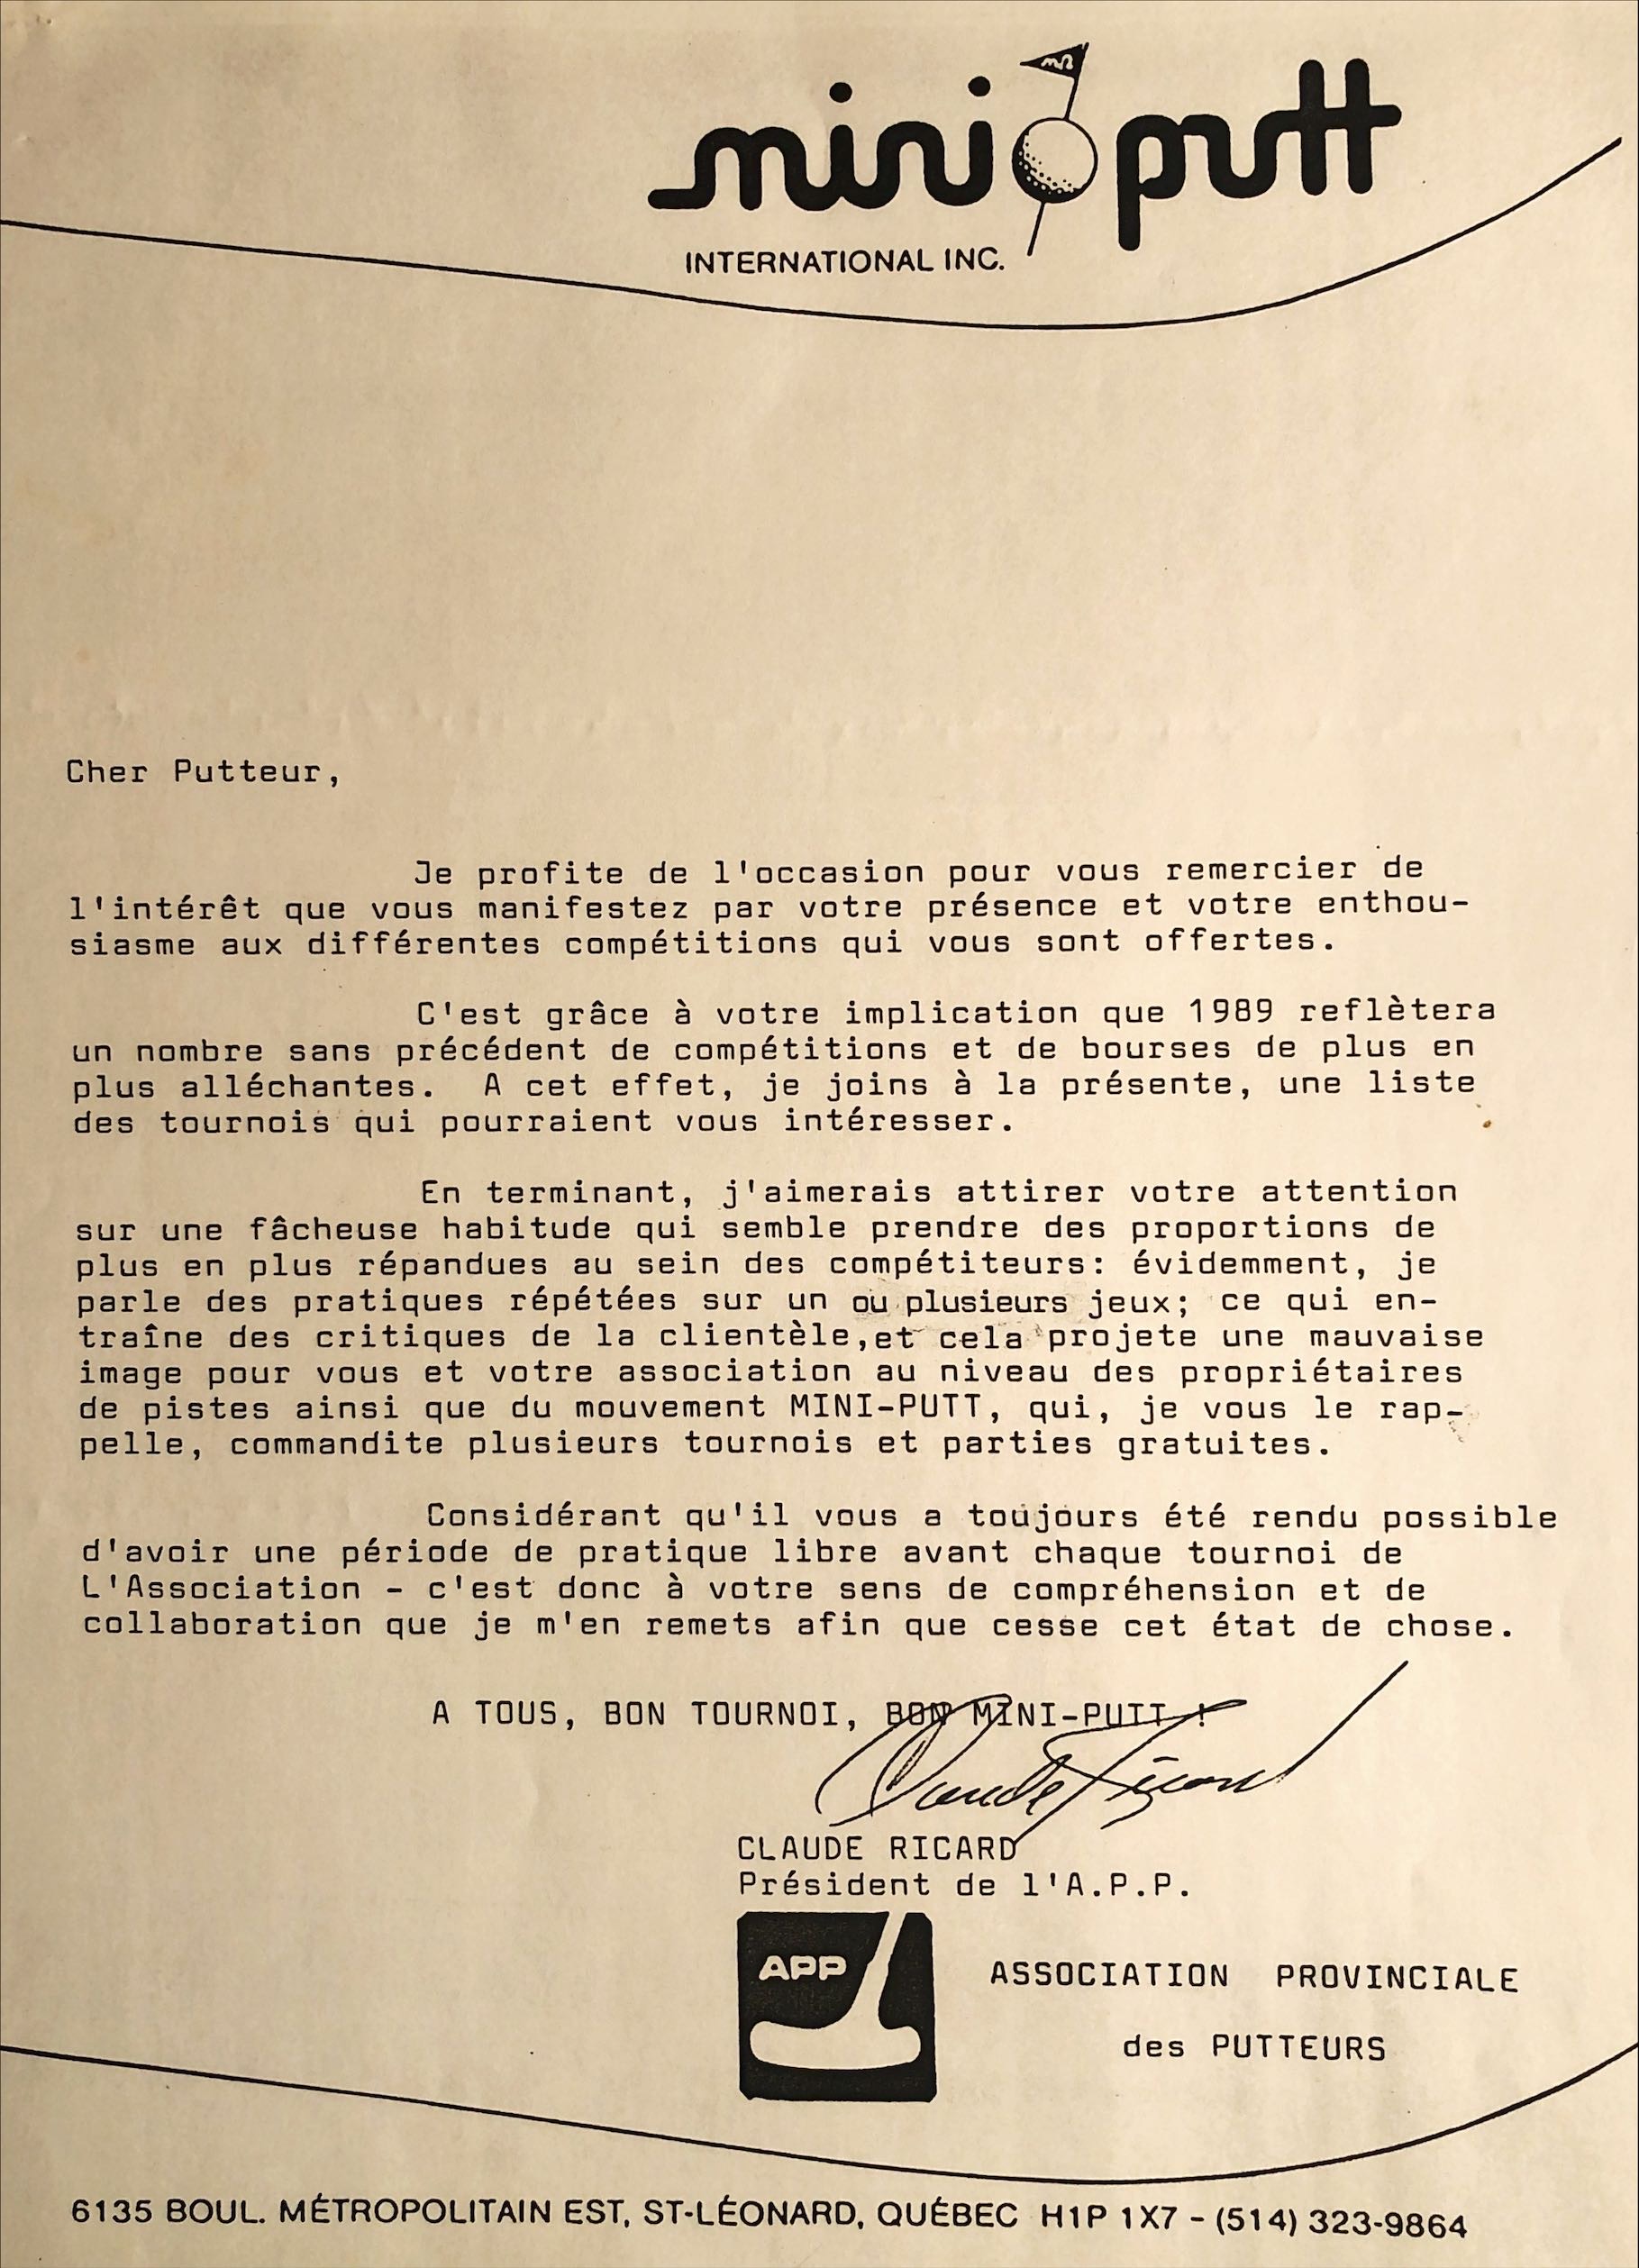 mini putt
INTERNATIONAL INC.
Cher Putteur,
Je profite de l'occasion pour vous remercier de
l'intérêt que vous manifestez par votre présence et votre enthou-
siasme aux différentes compétitions qui vous sont offertes.
C'est grâce à votre implication que 1989 reflètera
un nombre sans précédent de compétitions et de bourses de plus en
plus alléchantes. A cet effet, je joins à la présente, une liste
des tournois qui pourraient vous intéresser.
En terminant, j'aimerais attirer votre attention
sur une fâcheuse habitude qui semble prendre des proportions de
plus en plus répandues au sein des compétiteurs: évidemment, je
parle des pratiques répétées sur un ou plusieurs jeux; ce qui en-
traîne des critiques de la clientèle,et cela projete une mauvaise
image pour vous et votre association au niveau des propriétaires
de pistes ainsi que du mouvement MINI-PUTT, qui, je vous le rap-
pelle, commandite plusieurs tournois et parties gratuites.
Considérant qu'il vous a toujours été rendu possible
d'avoir une période de pratique libre avant chaque tournoi de
L'Association - c'est donc à votre sens de compréhension et de
collaboration que je m'en remets afin que cesse cet état de chose.
A TOUS, BON TOURNOI, BON MINI-PUTT !
Claude Ricard
CLAUDE RICARD
Président de l'A.P.P.
APP
ASSOCIATION PROVINCIALE
des PUTTEURS
6135 BOUL. MÉTROPOLITAIN EST, ST-LÉONARD, QUÉBEC H1P 1X7 - (514) 323-9864